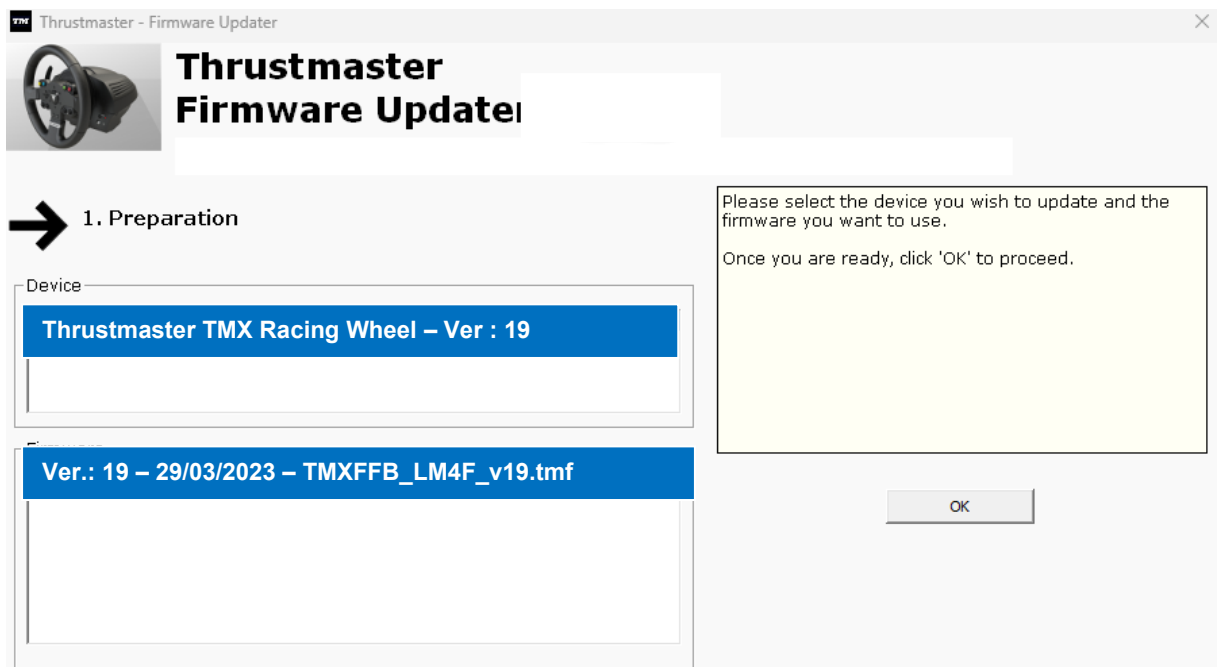 Thrustmaster - Firmware Updater
Thrustmaster
Firmware Updater
1. Preparation
Please select the device you wish to update and the
firmware you want to use.
Once you are ready, click 'OK' to proceed.
Device
Thrustmaster TMX Racing Wheel – Ver : 19
Ver.: 19 – 29/03/2023 – TMXFFB_LM4F_v19.tmf
OK